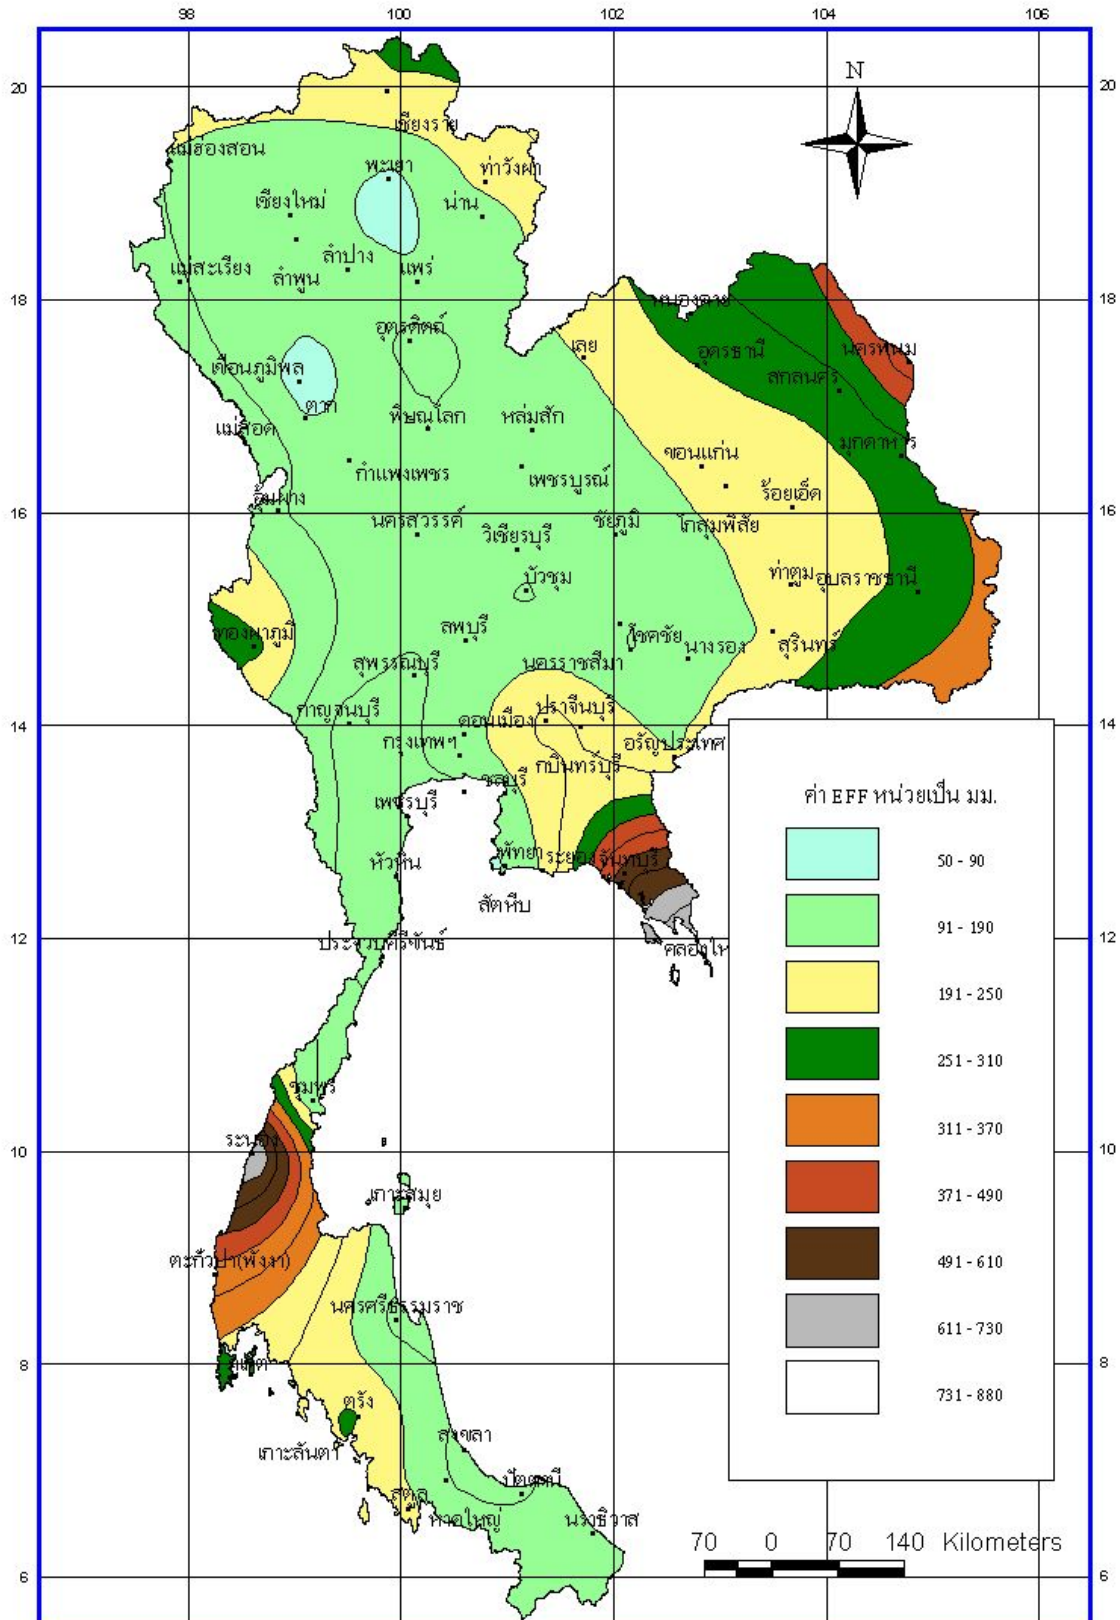 98 100 102 104 106
N
20 20
เชียงราย
แม่ฮ่องสอน
พะเยา
ท่าวังผา
เชียงใหม่
น่าน
ลำปาง
แม่สะเรียง
แพร่
ลำพูน
18 18
หนองคาย
อุตรดิตถ์
เลย
อุดรธานี
นครพนม
เขื่อนภูมิพล
สกลนคร
ตาก
พิษณุโลก
หล่มสัก
แม่สอด
มุกดาหาร
ขอนแก่น
กำแพงเพชร
เพชรบูรณ์
ร้อยเอ็ด
อุ้มผาง
16 16
นครสวรรค์
ชัยภูมิ
โกสุมพิสัย
วิเชียรบุรี
บัวชุม
ท่าตูม
อุบลราชธานี
ทองผาภูมิ
ลพบุรี
โชคชัย
นางรอง
สุรินทร์
สุพรรณบุรี
นครราชสีมา
กาญจนบุรี
ปราจีนบุรี
14 14
ดอนเมือง
กรุงเทพฯ
อรัญประเทศ
กบินทร์บุรี
ชลบุรี
เพชรบุรี
ค่า EFF หน่วยเป็น มม.
50 - 90
หัวหิน
พัทยา
ระยอง
จันทบุรี
สัตหีบ
91 - 190
ประจวบคีรีขันธ์
คลองให
12 12
191 - 250
251 - 310
ชุมพร
311 - 370
ระนอง
10 10
371 - 490
เกาะสมุย
ตะกั่วป่า(พังงา)
491 - 610
นครศรีธรรมราช
611 - 730
8 8
731 - 880
ตรัง
เกาะลันตา
สงขลา
ปัตตานี
สตูล
หาดใหญ่
นราธิวาส
70 0 70 140 Kilometers
6 6